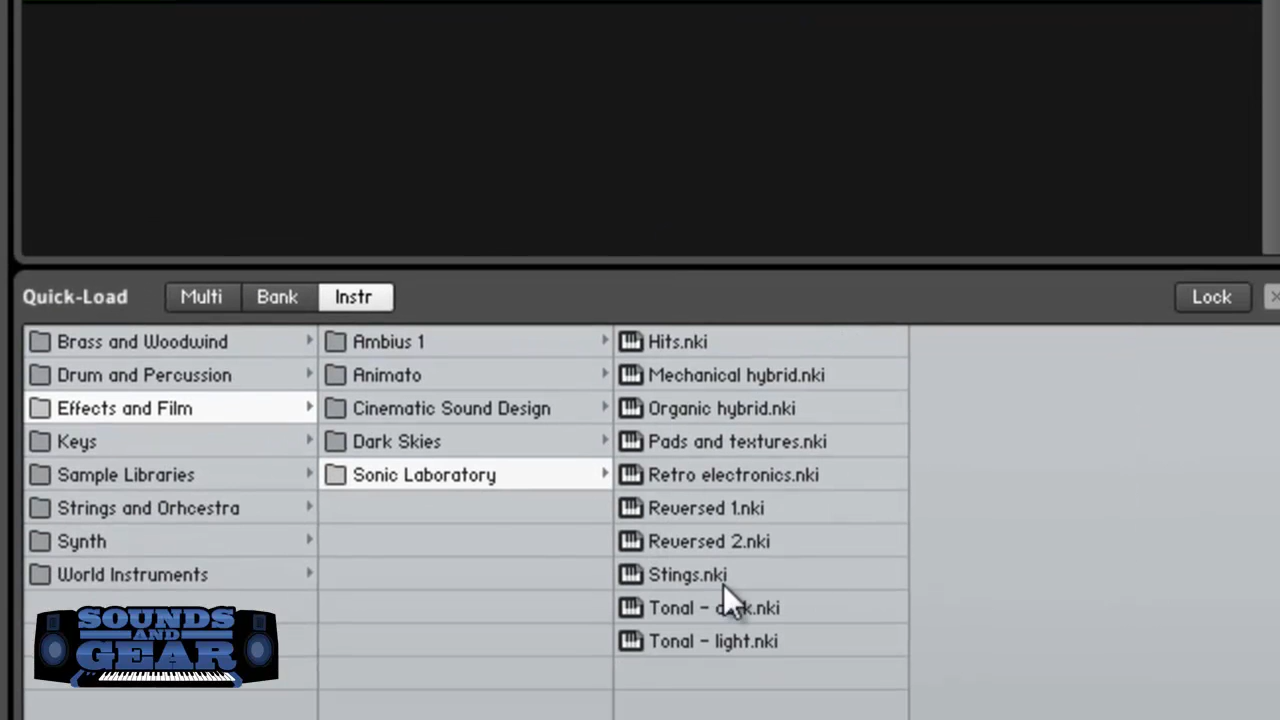 Quick-Load Multi Bank Instr Lock
Brass and Woodwind Ambius 1 Hits.nki
Drum and Percussion Animato Mechanical hybrid.nki
Effects and Film Cinematic Sound Design Organic hybrid.nki
Keys Dark Skies Pads and textures.nki
Sample Libraries Sonic Laboratory Retro electronics.nki
Strings and Orhcestra Reversed 1.nki
Synth Reversed 2.nki
World Instruments Stings.nki
Tonal - dark.nki
Tonal - light.nki
SOUNDS
AND
GEAR